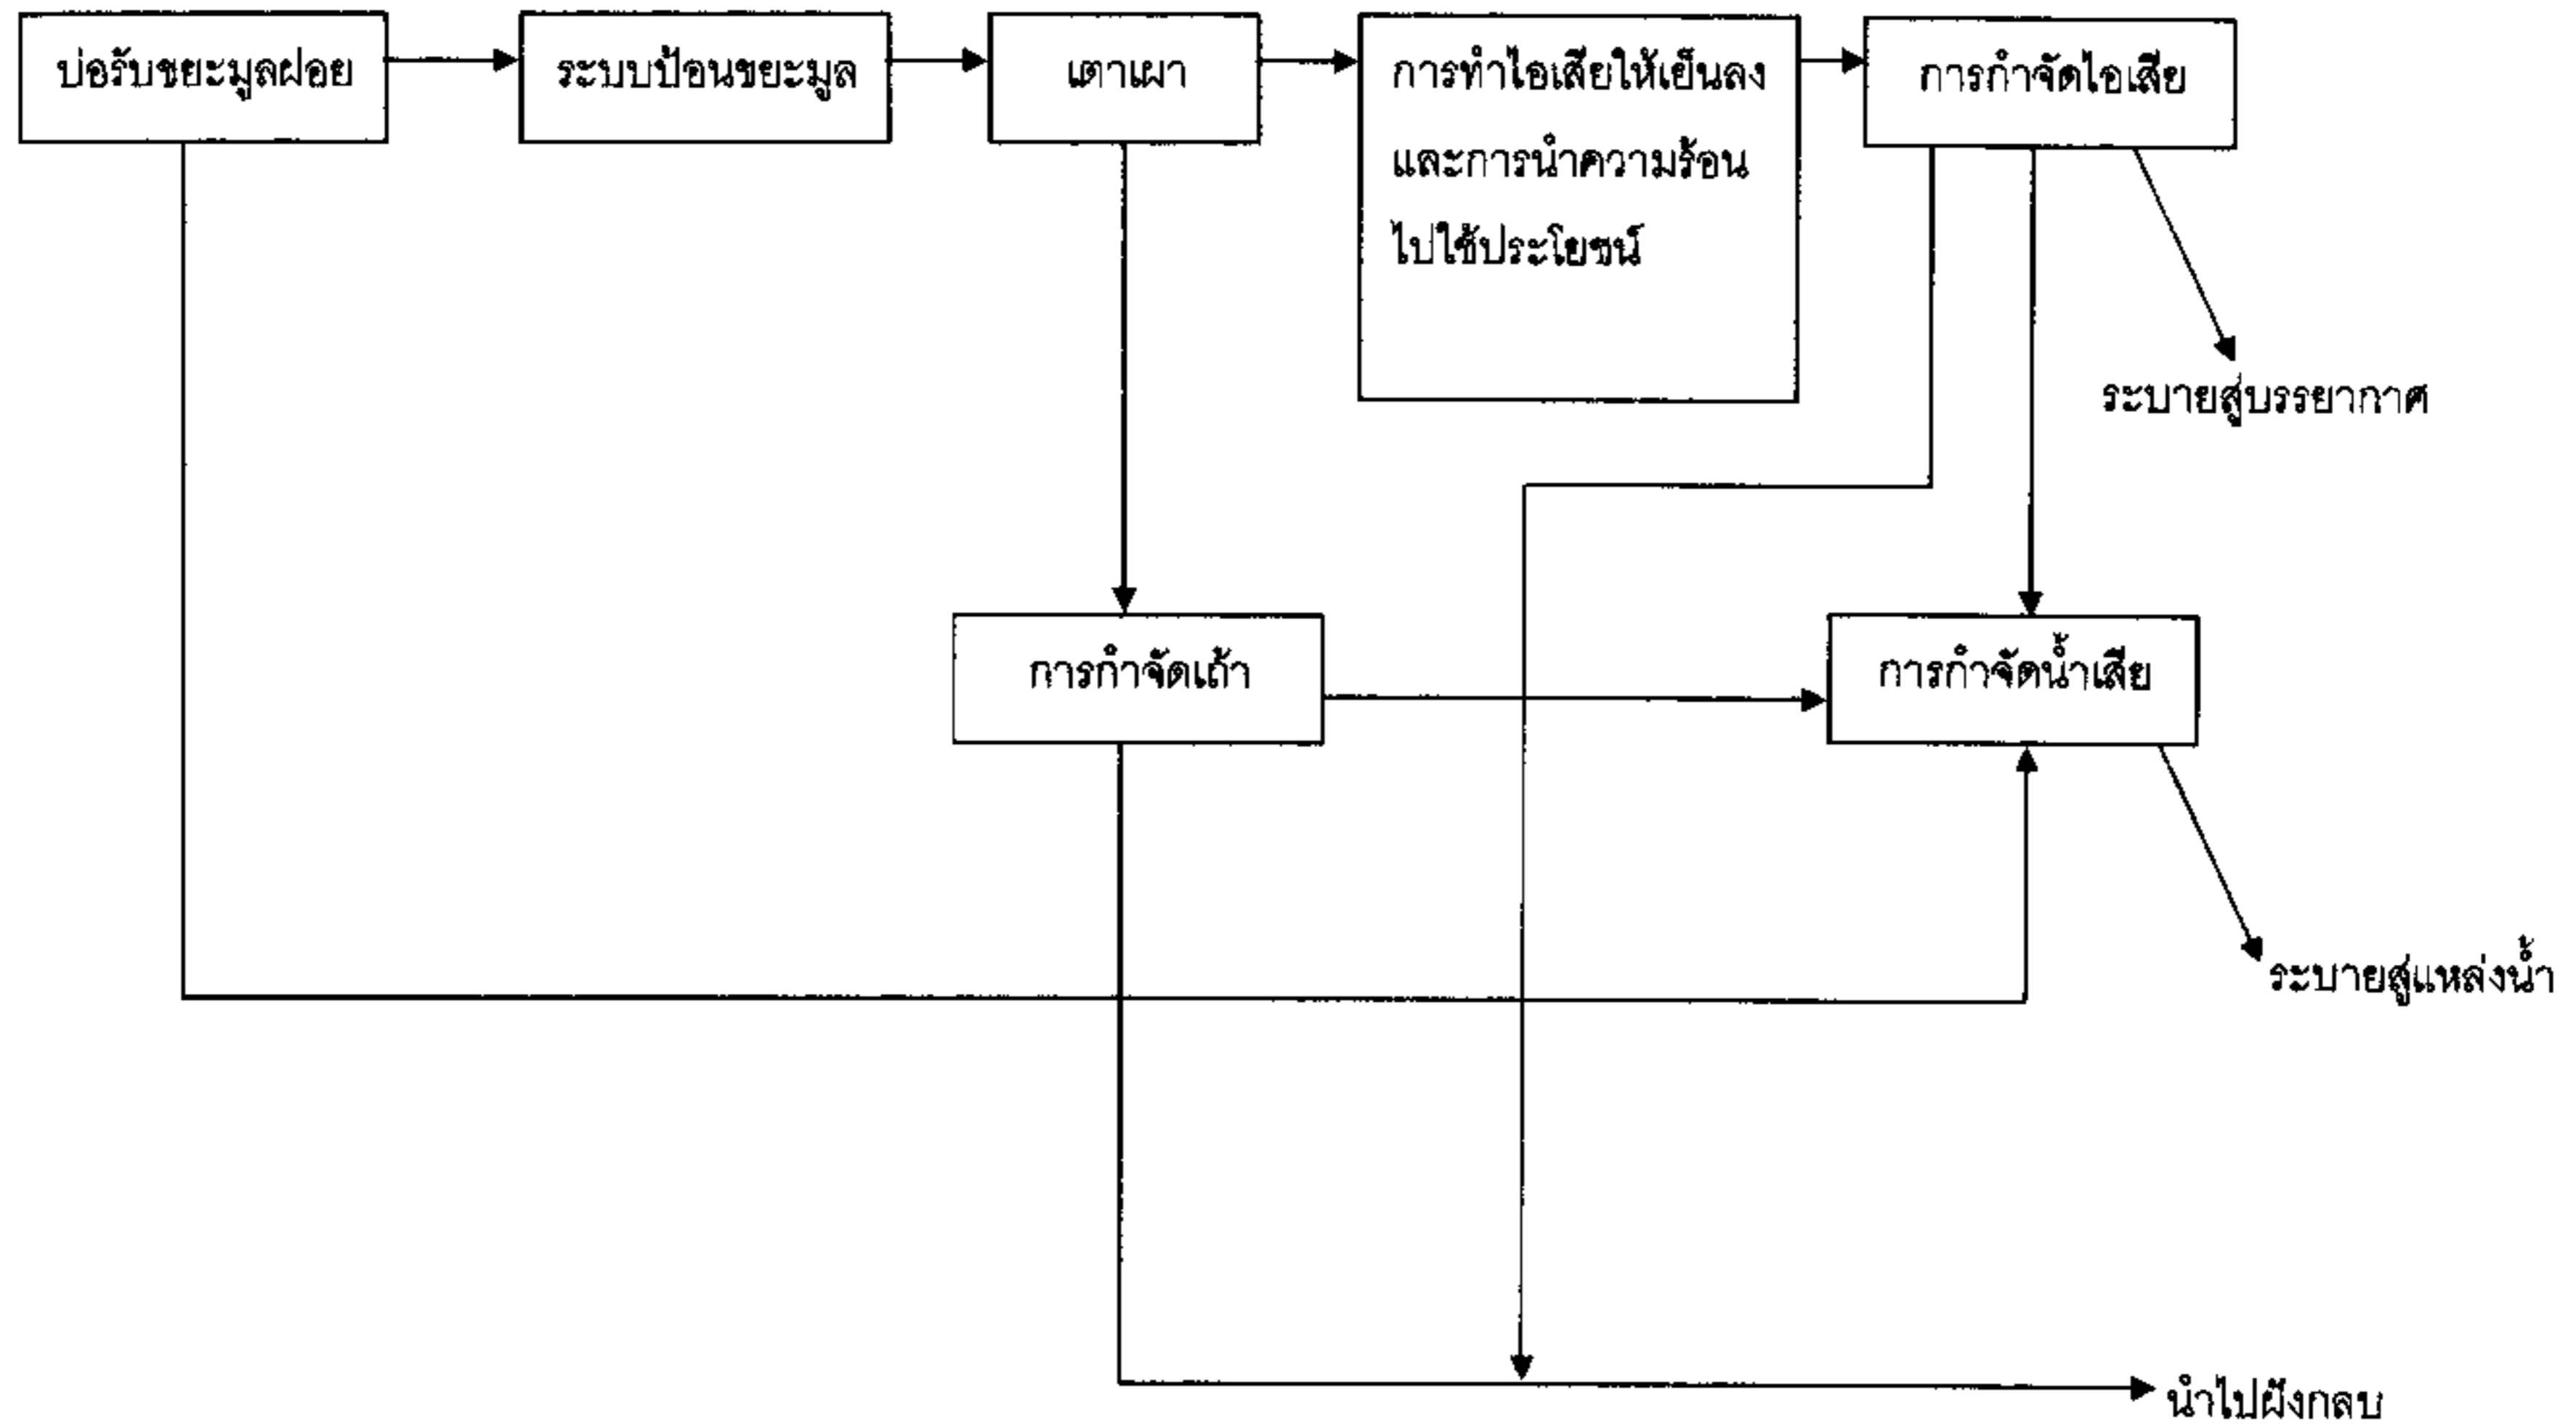 บ่อรับขยะมูลฝอย
ระบบป้อนขยะมูล
เตาเผา
การทำไอเสียให้เย็นลง
และการนำความร้อน
ไปใช้ประโยชน์
การกำจัดไอเสีย
ระบายสู่บรรยากาศ
การกำจัดเถ้า
การกำจัดน้ำเสีย
ระบายสู่แหล่งน้ำ
นำไปฝังกลบ